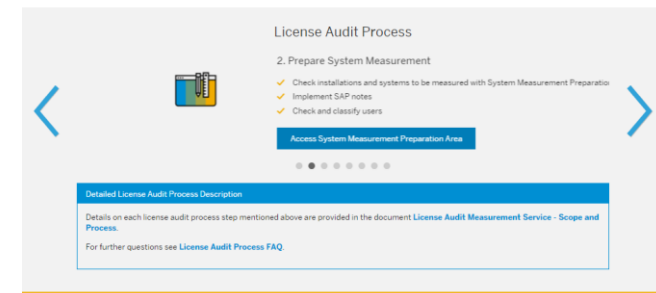 License Audit Process
2. Prepare System Measurement
Check installations and systems to be measured with System Measurement Preparatio
Implement SAP notes
Check and classify users
Access System Measurement Preparation Area
Detailed License Audit Process Description
Details on each license audit process step mentioned above are provided in the document License Audit Measurement Service - Scope and
Process.
For further questions see License Audit Process FAQ.